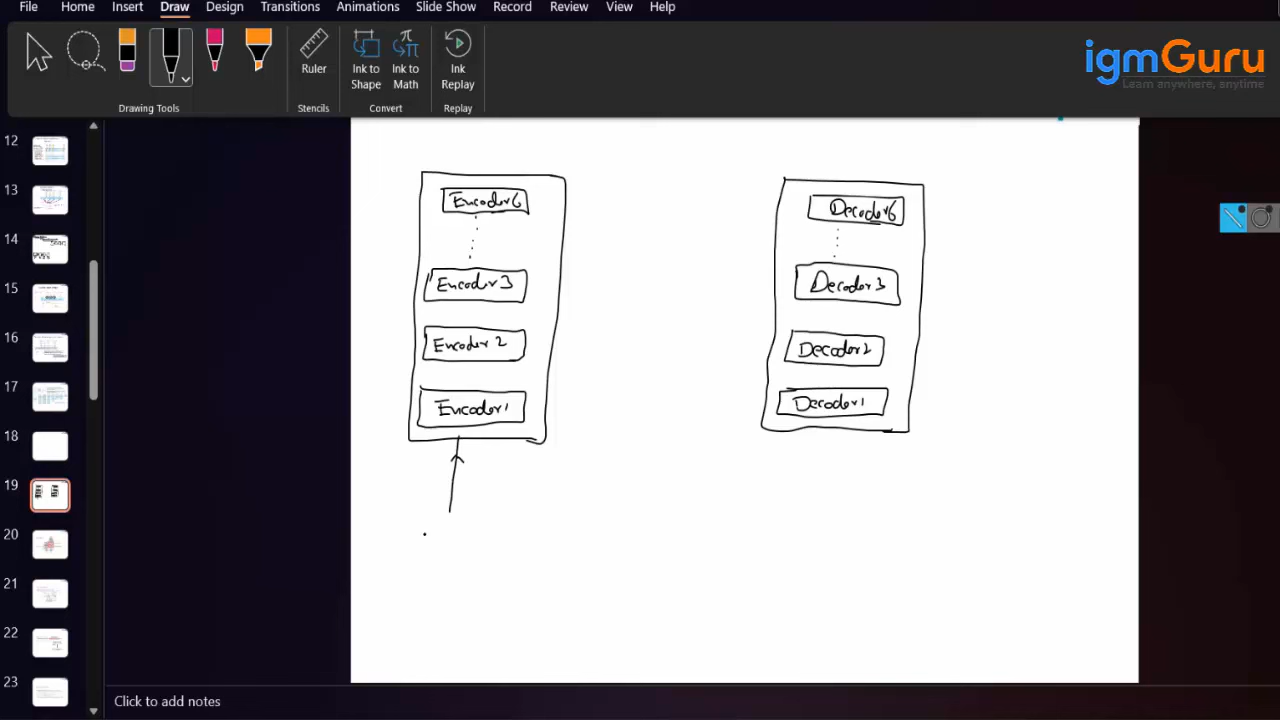 File Home Insert Draw Design Transitions Animations Slide Show Record Review View Help
Ruler
Ink to Shape
Ink to Math
Ink Replay
Drawing Tools
Stencils
Convert
Replay
igmGuru
Learn anywhere, anytime
12
13
14
15
16
17
18
19
20
21
22
23
Encoder6
Encoder3
Encoder2
Encoder1
Decoder6
Decoder3
Decoder2
Decoder1
Click to add notes